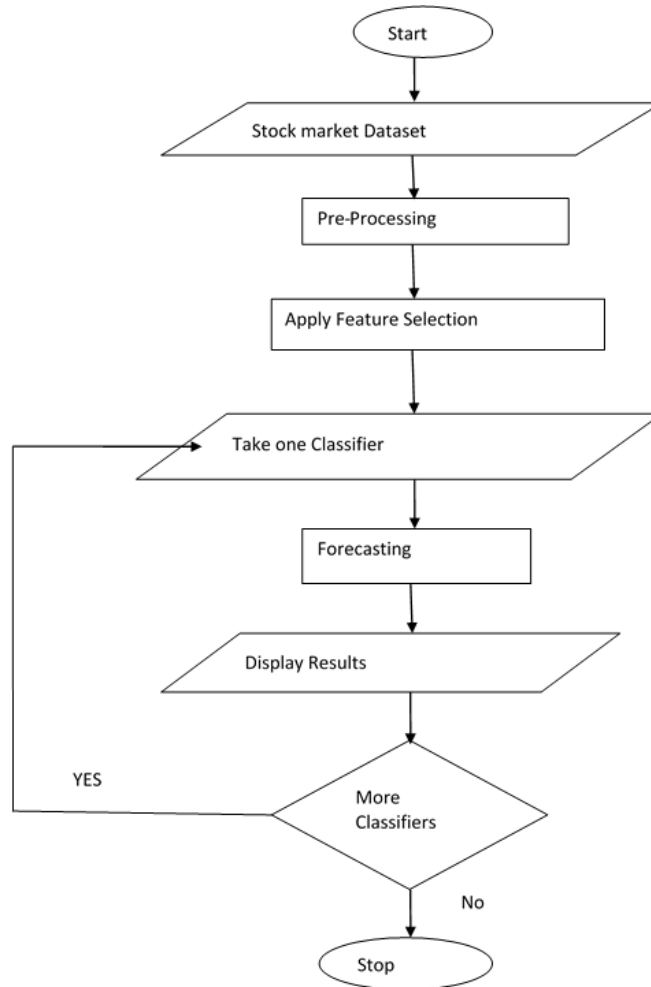 Start
Stock market Dataset
Pre-Processing
Apply Feature Selection
Take one Classifier
Forecasting
Display Results
YES
More
Classifiers
No
Stop